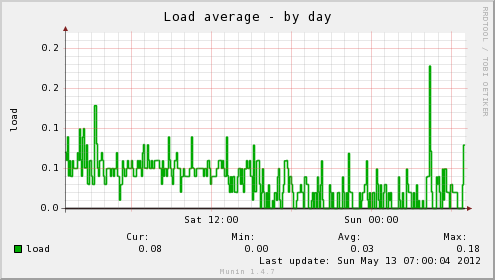 Load average - by day
RRDTOOL / TOBI OETIKER
load
0.2
0.2
0.1
0.1
0.0
Sat 12:00 Sun 00:00
Cur: Min: Avg: Max:
load 0.08 0.00 0.03 0.18
Last update: Sun May 13 07:00:04 2012
Munin 1.4.7